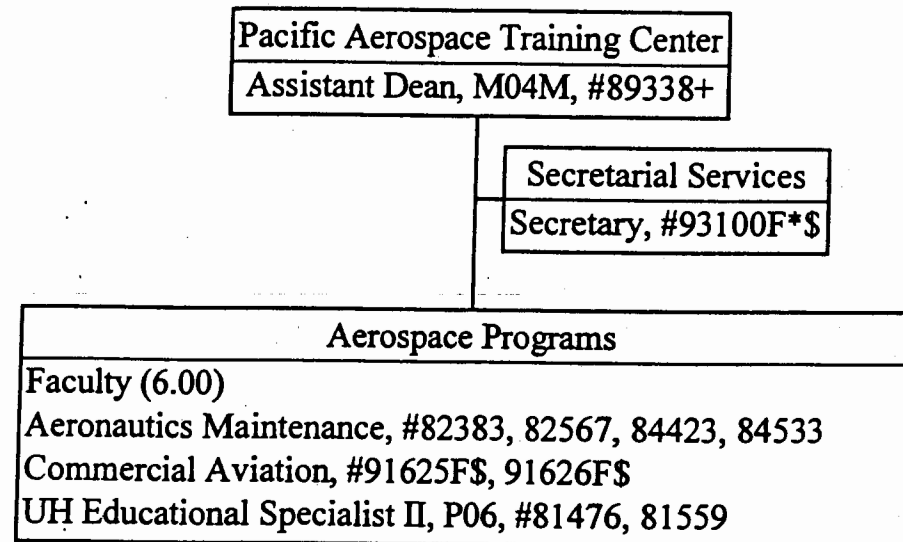 Pacific Aerospace Training Center
Assistant Dean, M04M, #89338+
Secretarial Services
Secretary, #93100F*$
Aerospace Programs
Faculty (6.00)
Aeronautics Maintenance, #82383, 82567, 84423, 84533
Commercial Aviation, #91625F$, 91626F$
UH Educational Specialist II, P06, #81476, 81559